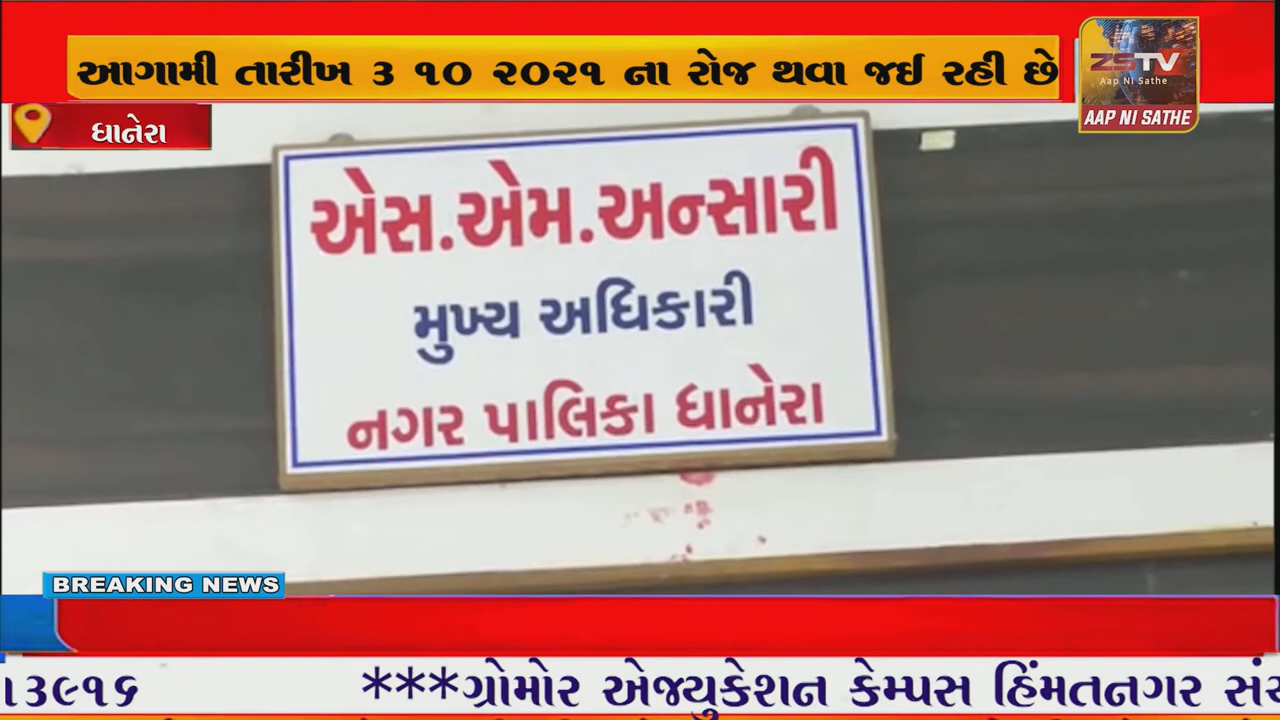 આગામી તારીખ ૩ ૧૦ ૨૦૨૧ ના રોજ થવા જઈ રહી છે
ZSTV
Aap Ni Sathe
AAP NI SATHE
ધાનેરા
એસ.એમ.અન્સારી
મુખ્ય અધિકારી
નગર પાલિકા ધાનેરા
BREAKING NEWS
૧૩૯૧૬ ***ગ્રોમોર એજ્યુકેશન કેમ્પસ હિંમતનગર